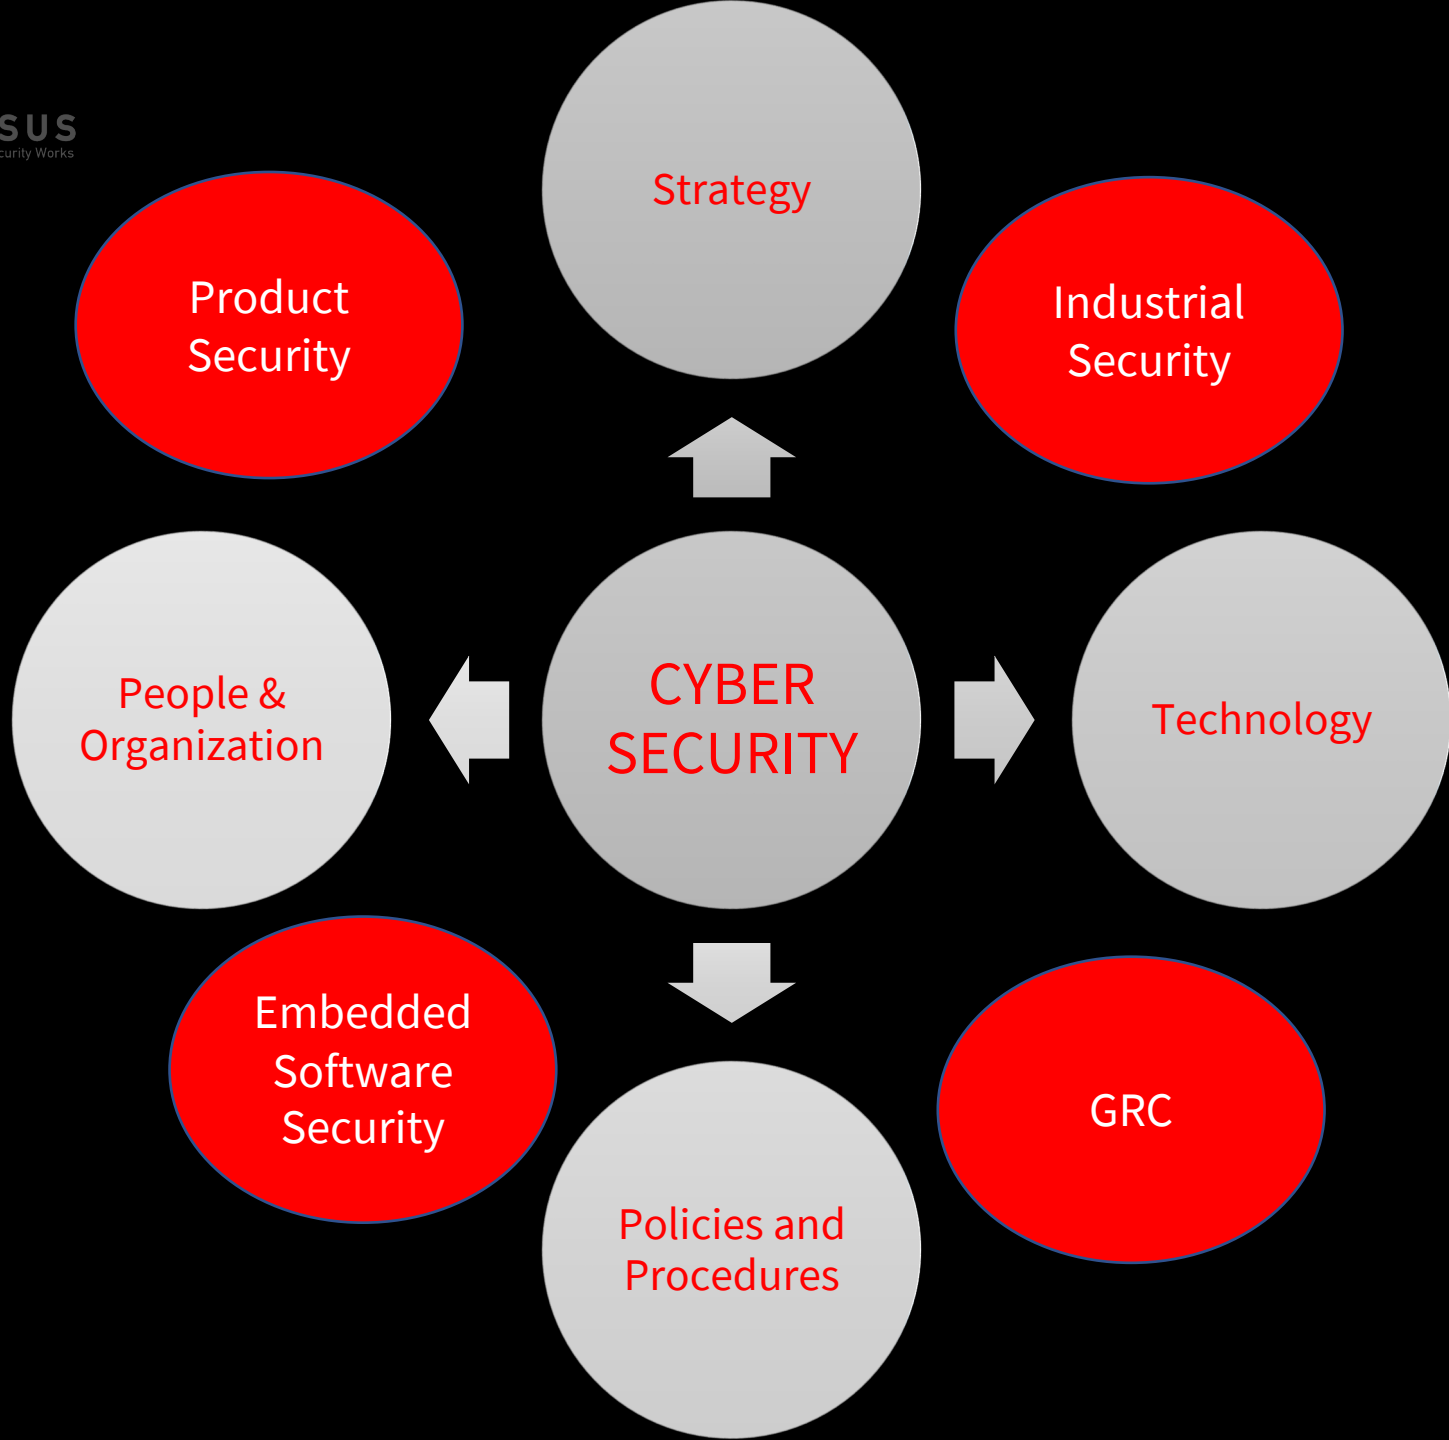 SUS
curity Works
Strategy
Product
Security
Industrial
Security
People &
Organization
CYBER
SECURITY
Technology
Embedded
Software
Security
GRC
Policies and
Procedures